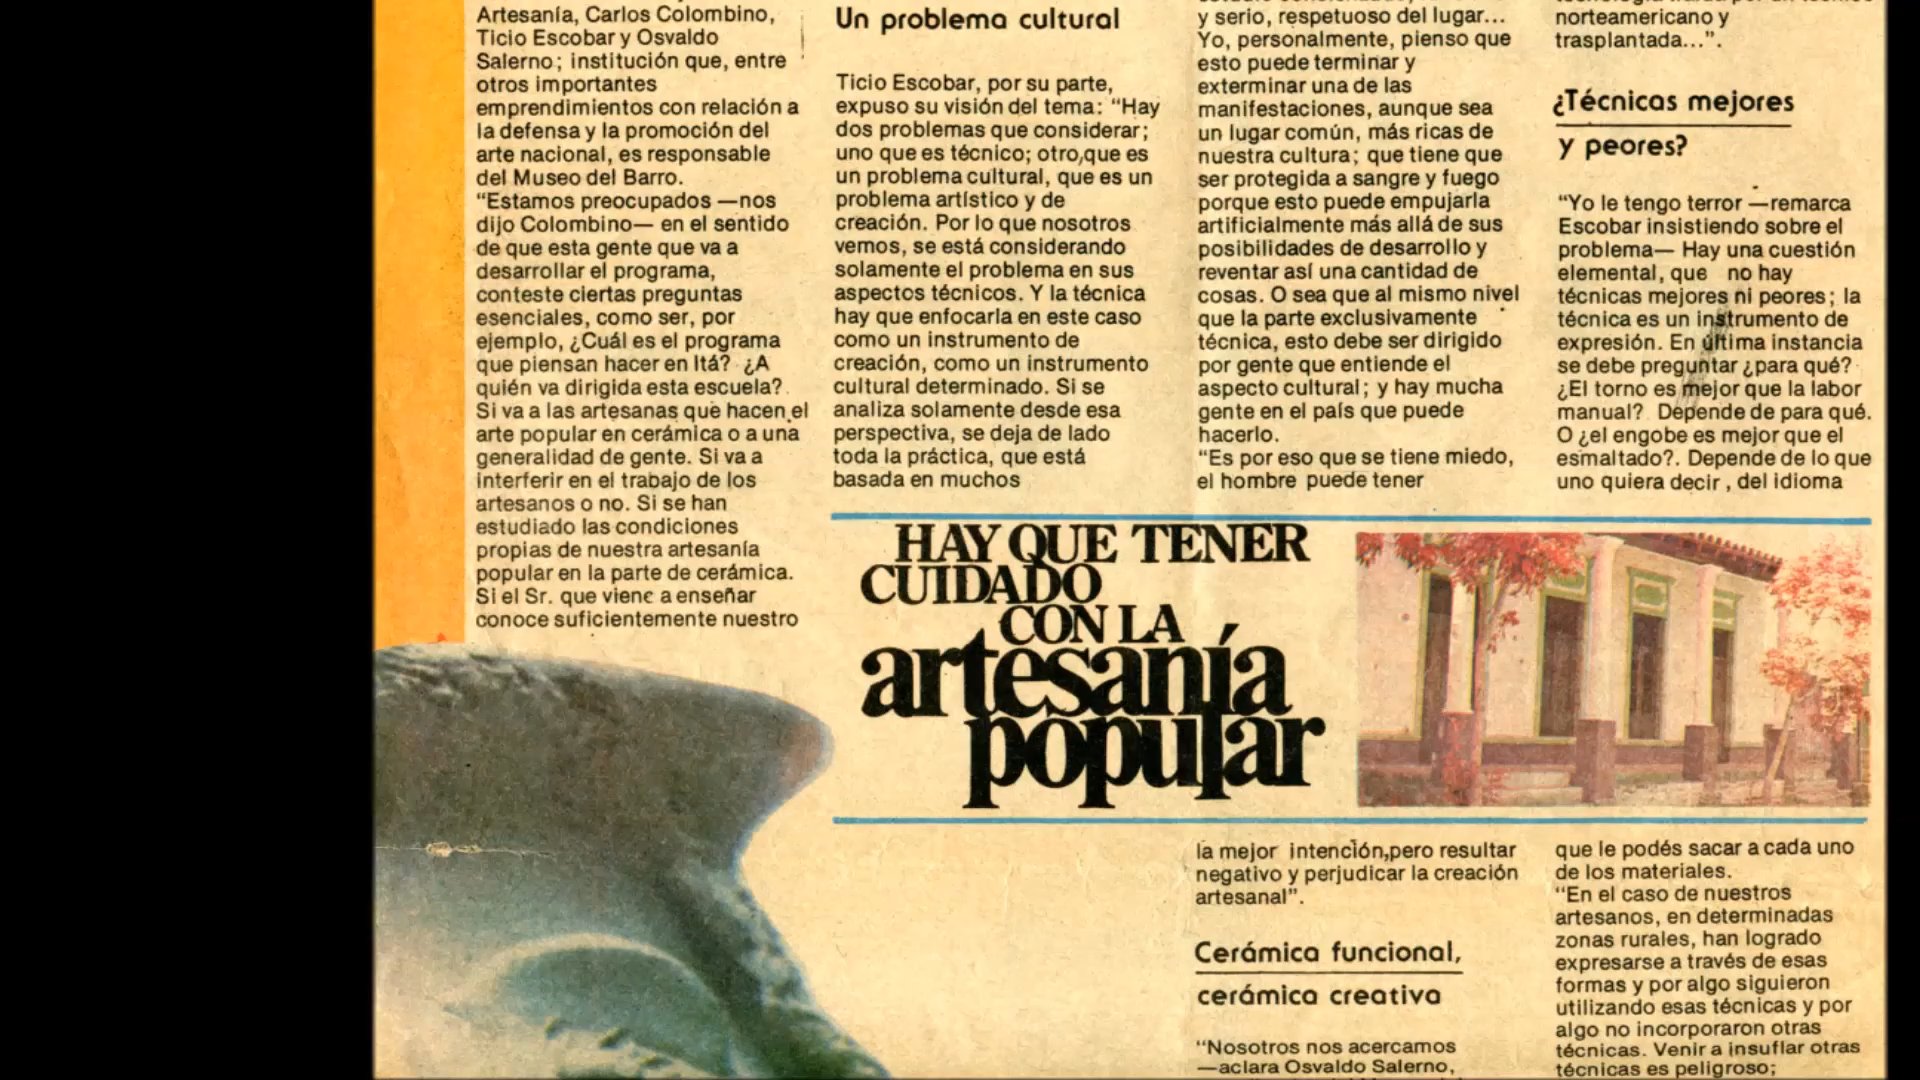 Artesanía, Carlos Colombino,
Ticio Escobar y Osvaldo
Salerno; institución que, entre
otros importantes
emprendimientos con relación a
la defensa y la promoción del
arte nacional, es responsable
del Museo del Barro.
“Estamos preocupados —nos
dijo Colombino— en el sentido
de que esta gente que va a
desarrollar el programa,
conteste ciertas preguntas
esenciales, como ser, por
ejemplo, ¿Cuál es el programa
que piensan hacer en Itá? ¿A
quién va dirigida esta escuela?
Si va a las artesanas que hacen el
arte popular en cerámica o a una
generalidad de gente. Si va a
interferir en el trabajo de los
artesanos o no. Si se han
estudiado las condiciones
propias de nuestra artesanía
popular en la parte de cerámica.
Si el Sr. que viene a enseñar
conoce suficientemente nuestro
Un problema cultural
Ticio Escobar, por su parte,
expuso su visión del tema: “Hay
dos problemas que considerar;
uno que es técnico; otro,que es
un problema cultural, que es un
problema artístico y de
creación. Por lo que nosotros
vemos, se está considerando
solamente el problema en sus
aspectos técnicos. Y la técnica
hay que enfocarla en este caso
como un instrumento de
creación, como un instrumento
cultural determinado. Si se
analiza solamente desde esa
perspectiva, se deja de lado
toda la práctica, que está
basada en muchos
y serio, respetuoso del lugar...
Yo, personalmente, pienso que
esto puede terminar y
exterminar una de las
manifestaciones, aunque sea
un lugar común, más ricas de
nuestra cultura; que tiene que
ser protegida a sangre y fuego
porque esto puede empujarla
artificialmente más allá de sus
posibilidades de desarrollo y
reventar así una cantidad de
cosas. O sea que al mismo nivel
que la parte exclusivamente
técnica, esto debe ser dirigido
por gente que entiende el
aspecto cultural; y hay mucha
gente en el país que puede
hacerlo.
“Es por eso que se tiene miedo,
el hombre puede tener
norteamericano y
trasplantada...”.
¿Técnicas mejores
y peores?
“Yo le tengo terror —remarca
Escobar insistiendo sobre el
problema— Hay una cuestión
elemental, que no hay
técnicas mejores ni peores; la
técnica es un instrumento de
expresión. En última instancia
se debe preguntar ¿para qué?
¿El torno es mejor que la labor
manual? Depende de para qué.
O ¿el engobe es mejor que el
esmaltado?. Depende de lo que
uno quiera decir, del idioma
HAY QUE TENER
CUIDADO
CON LA
artesanía
popular
la mejor intención,pero resultar
negativo y perjudicar la creación
artesanal”.
Cerámica funcional,
cerámica creativa
“Nosotros nos acercamos
—aclara Osvaldo Salerno,
que le podés sacar a cada uno
de los materiales.
“En el caso de nuestros
artesanos, en determinadas
zonas rurales, han logrado
expresarse a través de esas
formas y por algo siguieron
utilizando esas técnicas y por
algo no incorporaron otras
técnicas. Venir a insuflar otras
técnicas es peligroso;